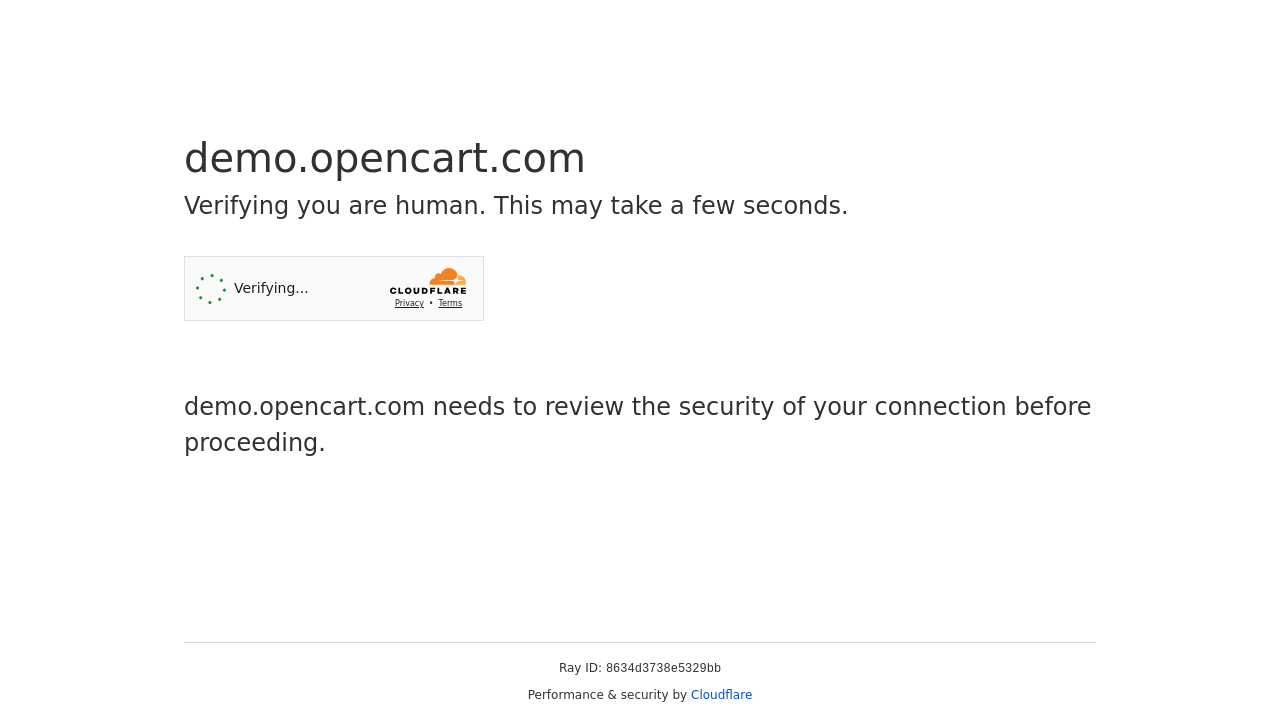 demo.opencart.com
Verifying you are human. This may take a few seconds.
Verifying...
CLOUDFLARE
Privacy • Terms
demo.opencart.com needs to review the security of your connection before
proceeding.
Ray ID: 8634d3738e5329bb
Performance & security by Cloudflare